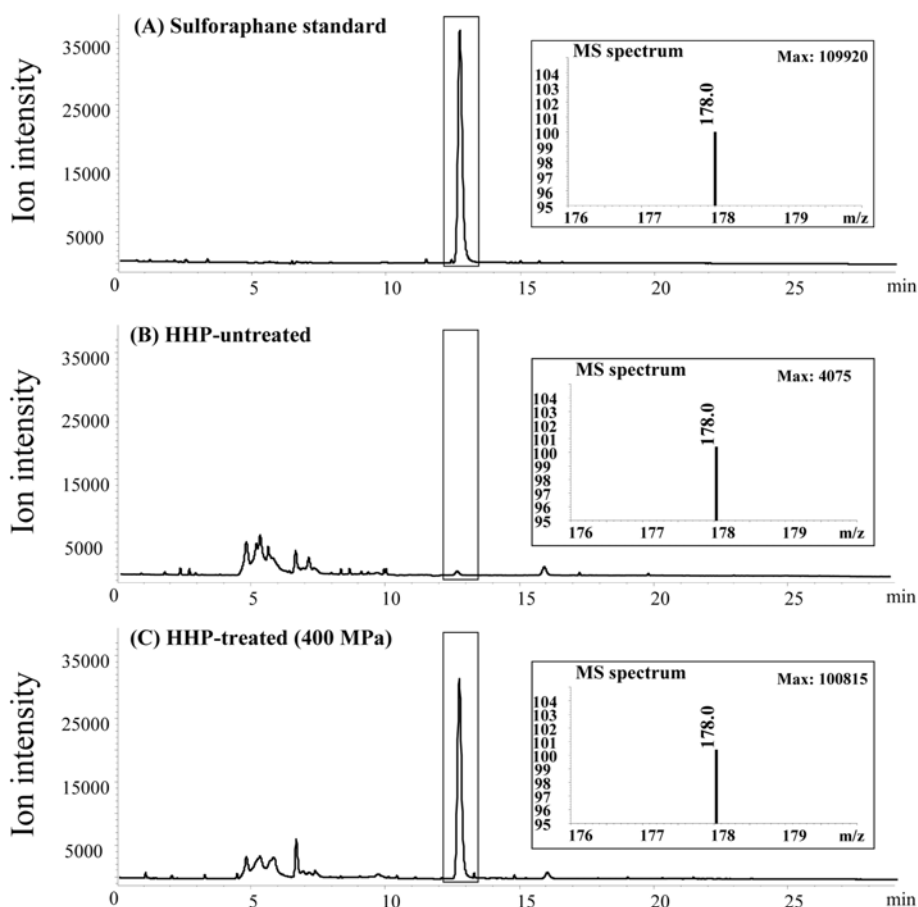 (A) Sulforaphane standard
Ion intensity
35000
25000
15000
5000
MS spectrum
Max: 109920
104
103
102
101
100
99
98
97
96
95
178.0
176 177 178 179 m/z
0 5 10 15 20 25 min
(B) HHP-untreated
Ion intensity
35000
25000
15000
5000
MS spectrum
Max: 4075
104
103
102
101
100
99
98
97
96
95
178.0
176 177 178 179 m/z
0 5 10 15 20 25 min
(C) HHP-treated (400 MPa)
Ion intensity
35000
25000
15000
5000
MS spectrum
Max: 100815
104
103
102
101
100
99
98
97
96
95
178.0
176 177 178 179 m/z
0 5 10 15 20 25 min